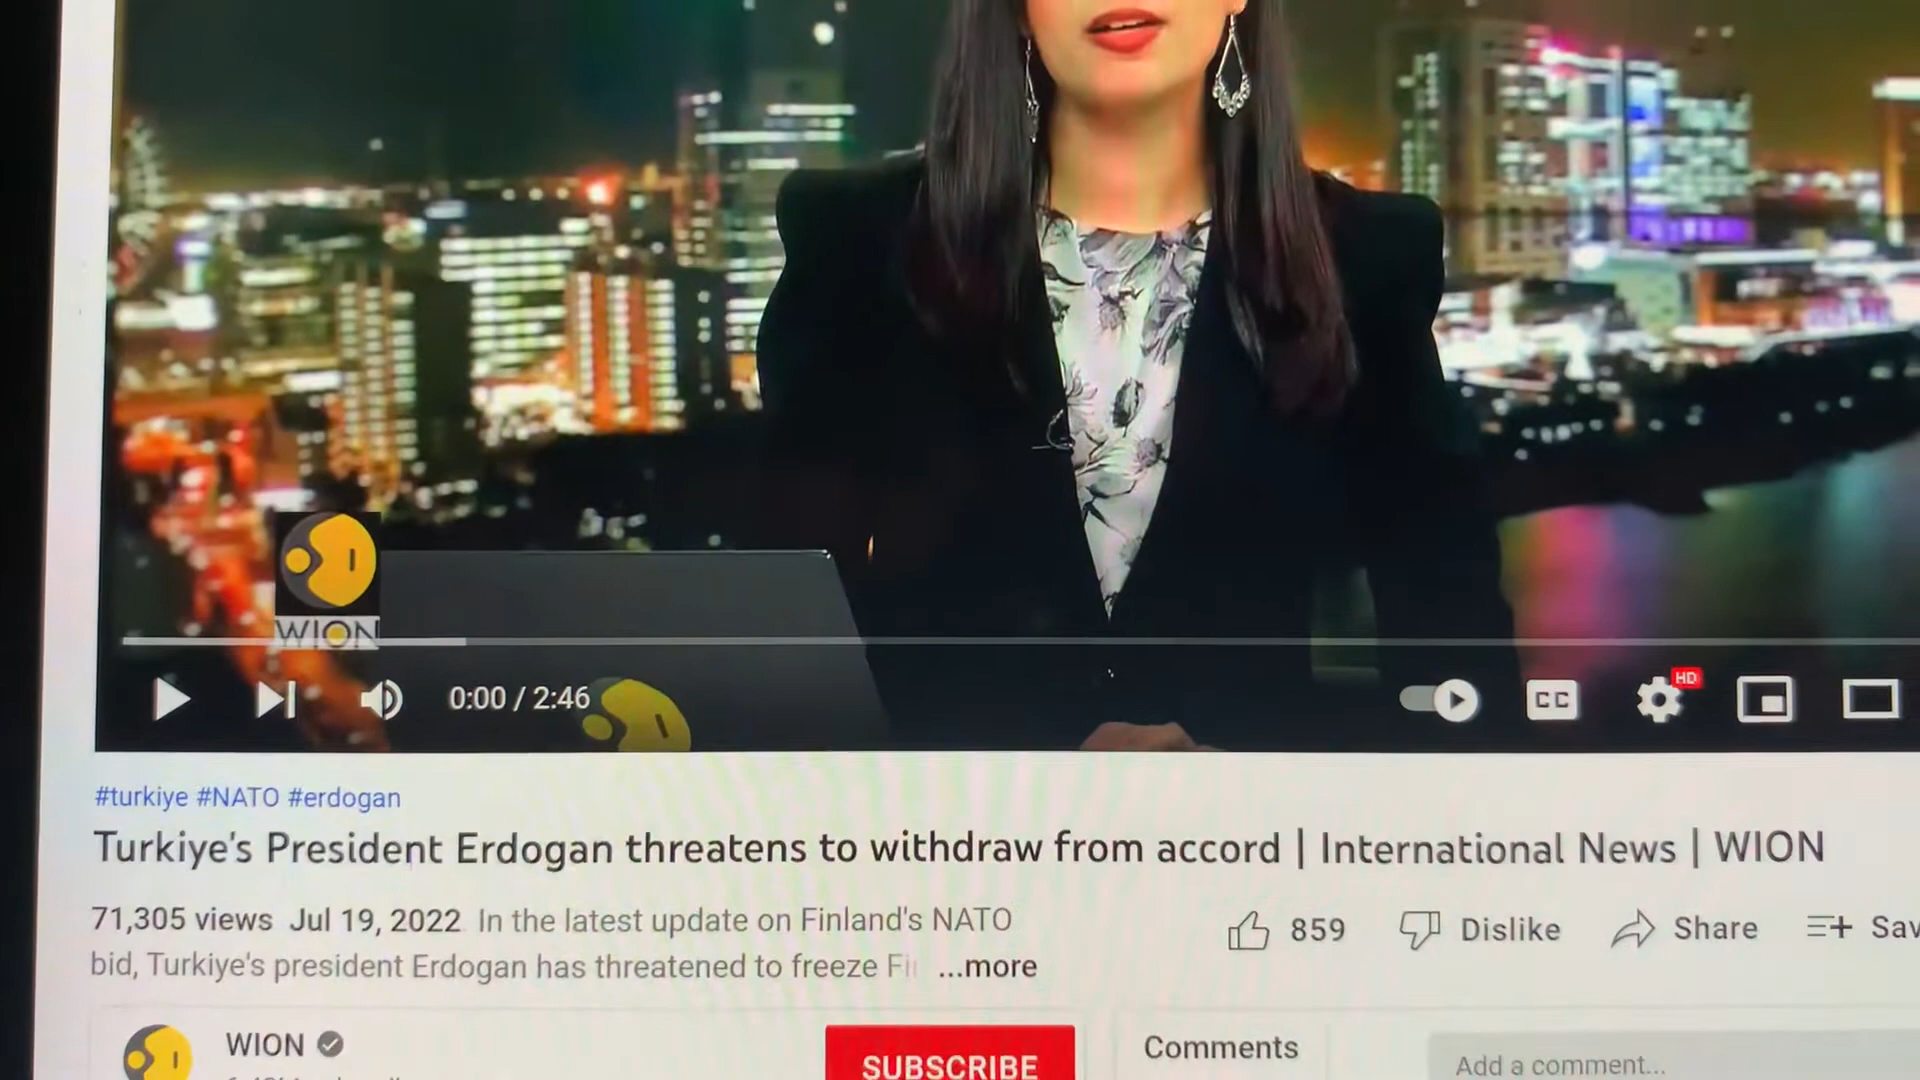 WION
0:00 / 2:46
CC
HD
#turkiye #NATO #erdogan
Turkiye's President Erdogan threatens to withdraw from accord | International News | WION
71,305 views Jul 19, 2022 In the latest update on Finland's NATO
bid, Turkiye's president Erdogan has threatened to freeze ...more
859 Dislike Share Sav
WION
SUBSCRIBE
Comments
Add a comment...